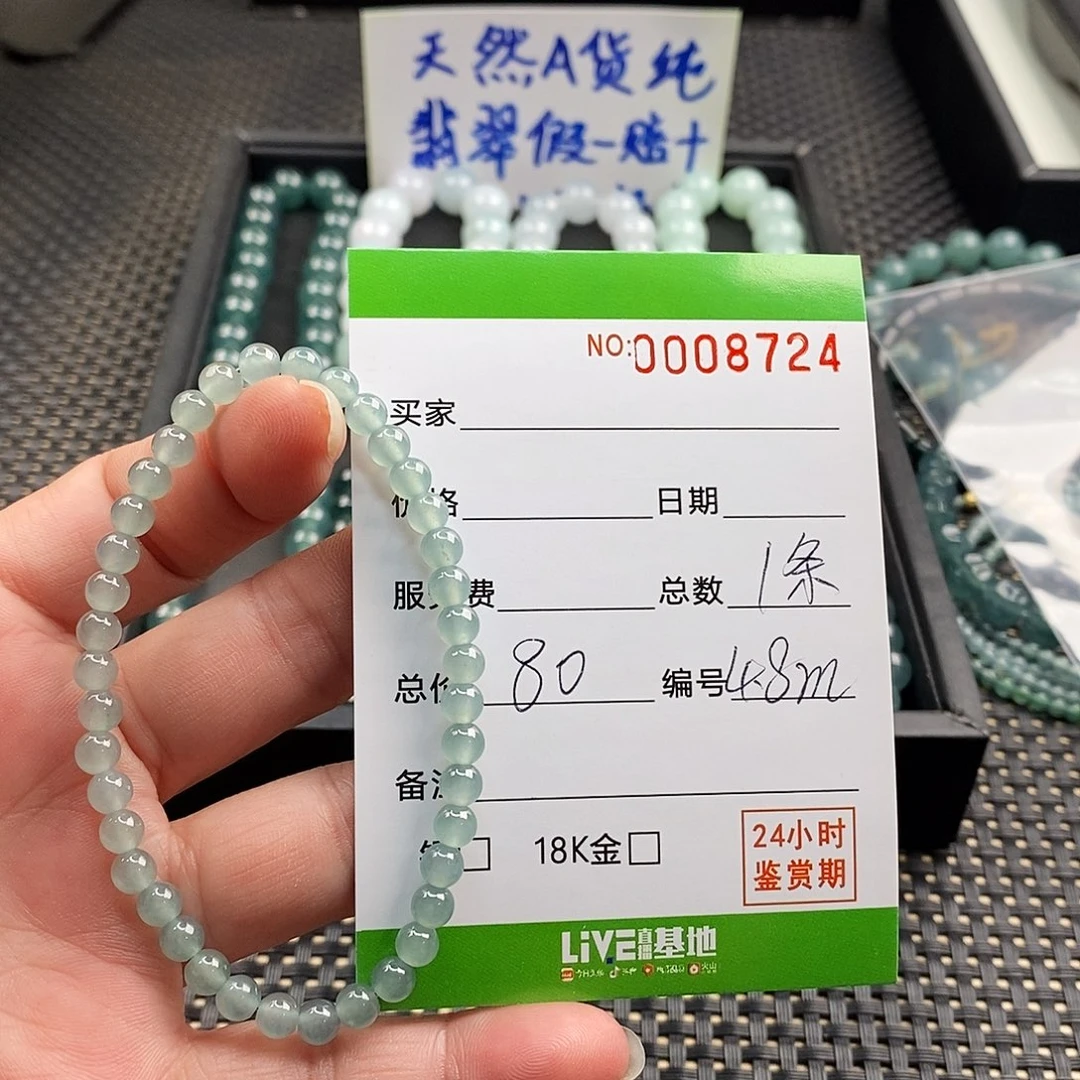 天然A货纯
翡翠假一赔十
NO:0008724
买家
价格 日期
服务费 总数 1条
总价 80 编号 4.8m
备注
18K金
24小时
鉴赏期
LiVE直播基地